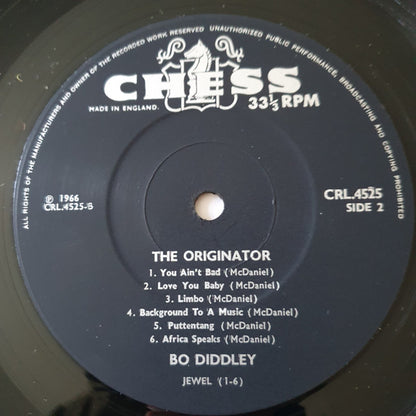 ALL RIGHTS OF THE MANUFACTURERS AND OWNER OF THE RECORDED WORK RESERVED UNAUTHORIZED PUBLIC PERFORMANCE, BROADCASTING AND COPYING PROHIBITED
CHESS
MADE IN ENGLAND.
33⅓ RPM
℗ 1966
CRL.4525-B
CRL.4525
SIDE 2
THE ORIGINATOR
1. You Ain't Bad (McDaniel)
2. Love You Baby (McDaniel)
3. Limbo (McDaniel)
4. Background To A Music (McDaniel)
5. Puttentang (McDaniel)
6. Africa Speaks (McDaniel)
BO DIDDLEY
JEWEL (1-6)